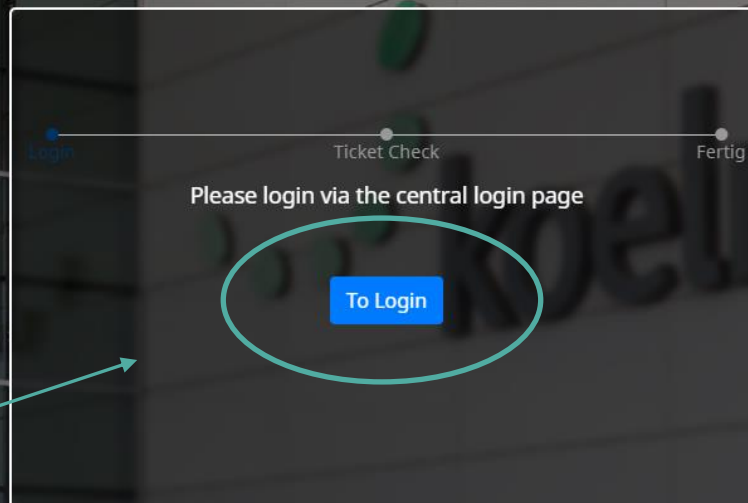 Login
Ticket Check
Fertig
Please login via the central login page
To Login
koel